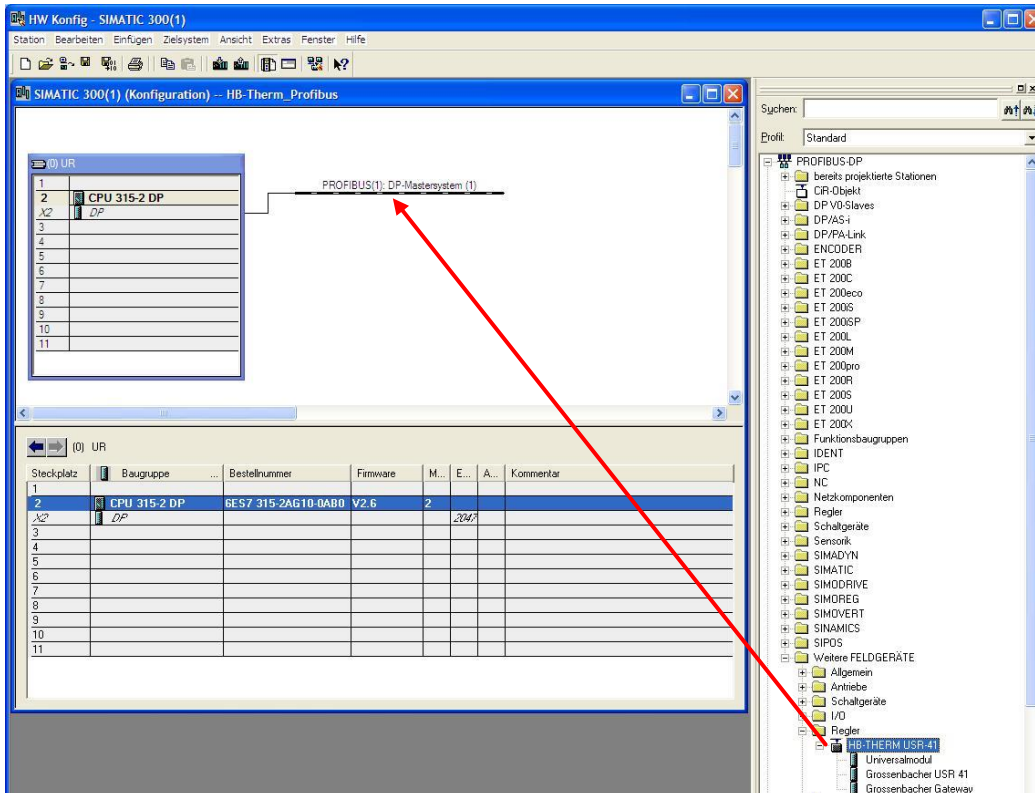 HW Konfig - SIMATIC 300(1)
Station Bearbeiten Einfügen Zielsystem Ansicht Extras Fenster Hilfe
SIMATIC 300(1) (Konfiguration) -- HB-Therm_Profibus
(0) UR
1
2 CPU 315-2 DP
X2 DP
3
4
5
6
7
8
9
10
11
PROFIBUS(1): DP-Mastersystem (1)
(0) UR
Steckplatz Baugruppe ... Bestellnummer Firmware M... E... A... Kommentar
1
2 CPU 315-2 DP 6ES7 315-2AG10-0AB0 V2.6 2
X2 DP 2047
3
4
5
6
7
8
9
10
11
Suchen:
Profil: Standard
PROFIBUS-DP
bereits projektierte Stationen
CiR-Objekt
DP V0-Slaves
DP/AS-i
DP/PA-Link
ENCODER
ET 200B
ET 200C
ET 200eco
ET 200iS
ET 200iSP
ET 200L
ET 200M
ET 200pro
ET 200R
ET 200S
ET 200U
ET 200X
Funktionsbaugruppen
IDENT
IPC
NC
Netzkomponenten
Regler
Schaltgeräte
Sensorik
SIMADYN
SIMATIC
SIMODRIVE
SIMOREG
SIMOVERT
SINAMICS
SIPOS
Weitere FELDGERÄTE
Allgemein
Antriebe
Schaltgeräte
I/O
Regler
HB-THERM USR-41
Universalmodul
Grossenbacher USR 41
Grossenbacher Gateway